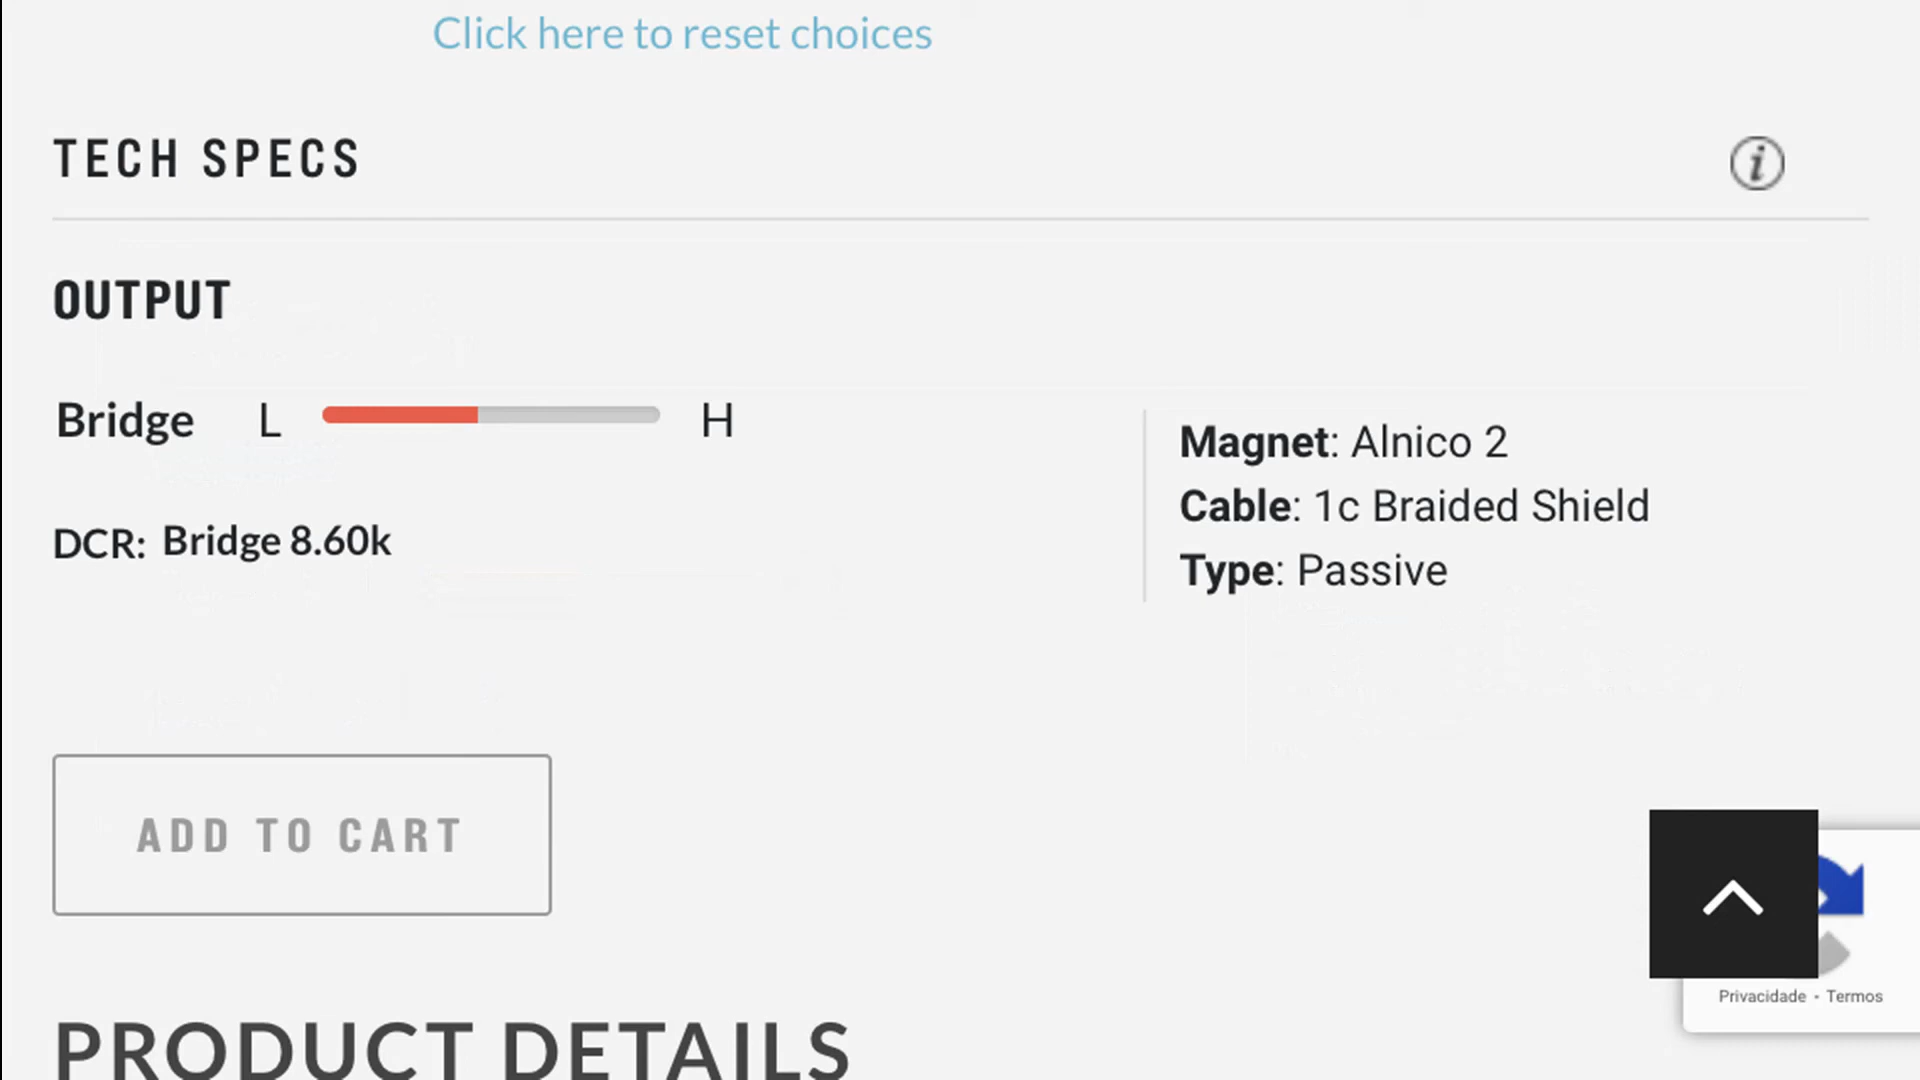 Click here to reset choices
TECH SPECS
i
OUTPUT
Bridge L H
DCR: Bridge 8.60k
Magnet: Alnico 2
Cable: 1c Braided Shield
Type: Passive
ADD TO CART
Privacidade - Termos
PRODUCT DETAILS